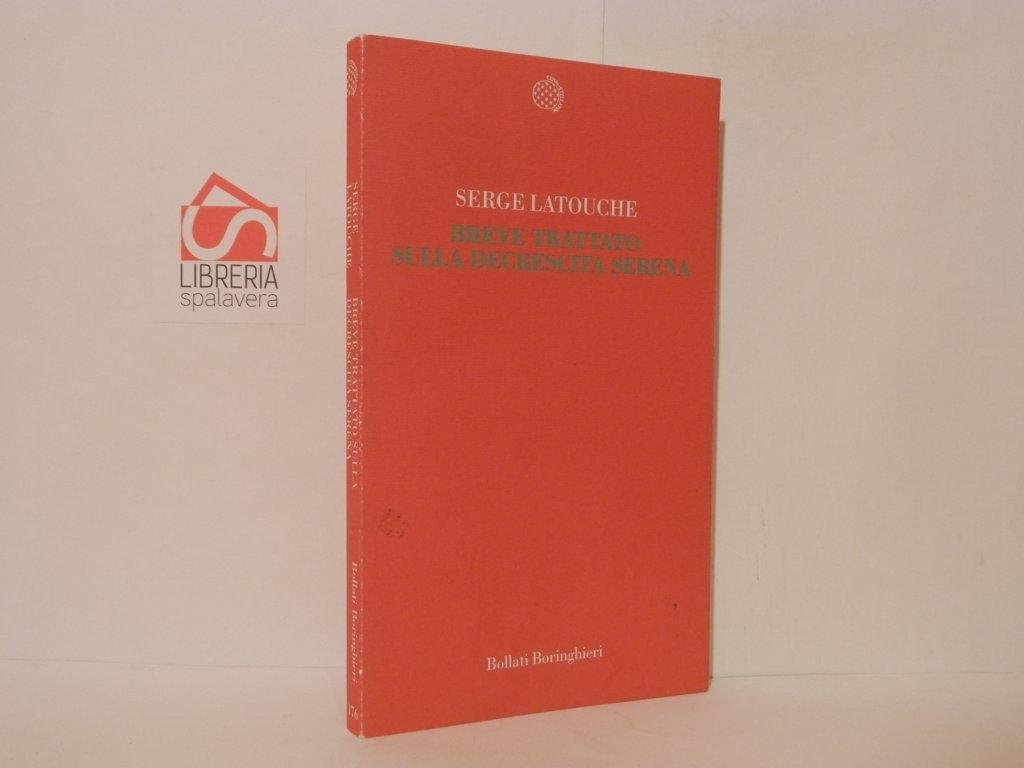 SERGE LATOUCHE
BREVE TRATTATO
SULLA DECRESCITA SERENA
Bollati Boringhieri
SERGE
LATOUCHE
BREVE TRATTATO SULLA
DECRESCITA SERENA
Bollati Boringhieri
176
LIBRERIA
spalavera